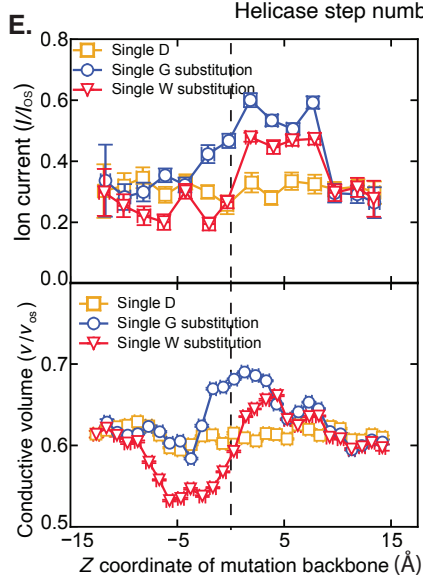 Helicase step numb
E.
Single D
Single G substitution
Single W substitution
Ion current (I/I_OS)
0.8
0.6
0.4
0.2
0.0
Single D
Single G substitution
Single W substitution
Conductive volume (v/v_os)
0.7
0.6
0.5
−15
−5
5
15
Z coordinate of mutation backbone (Å)